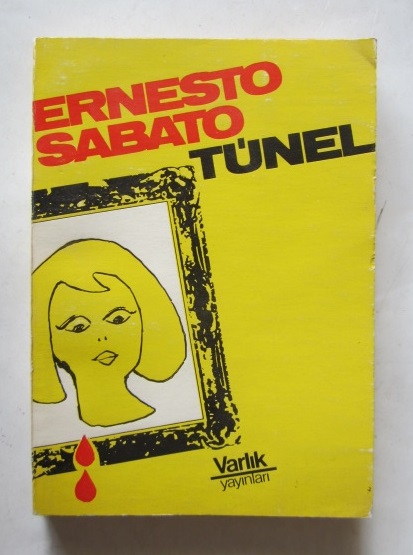 ERNESTO
SABATO
TÜNEL
Varlık
yayınları